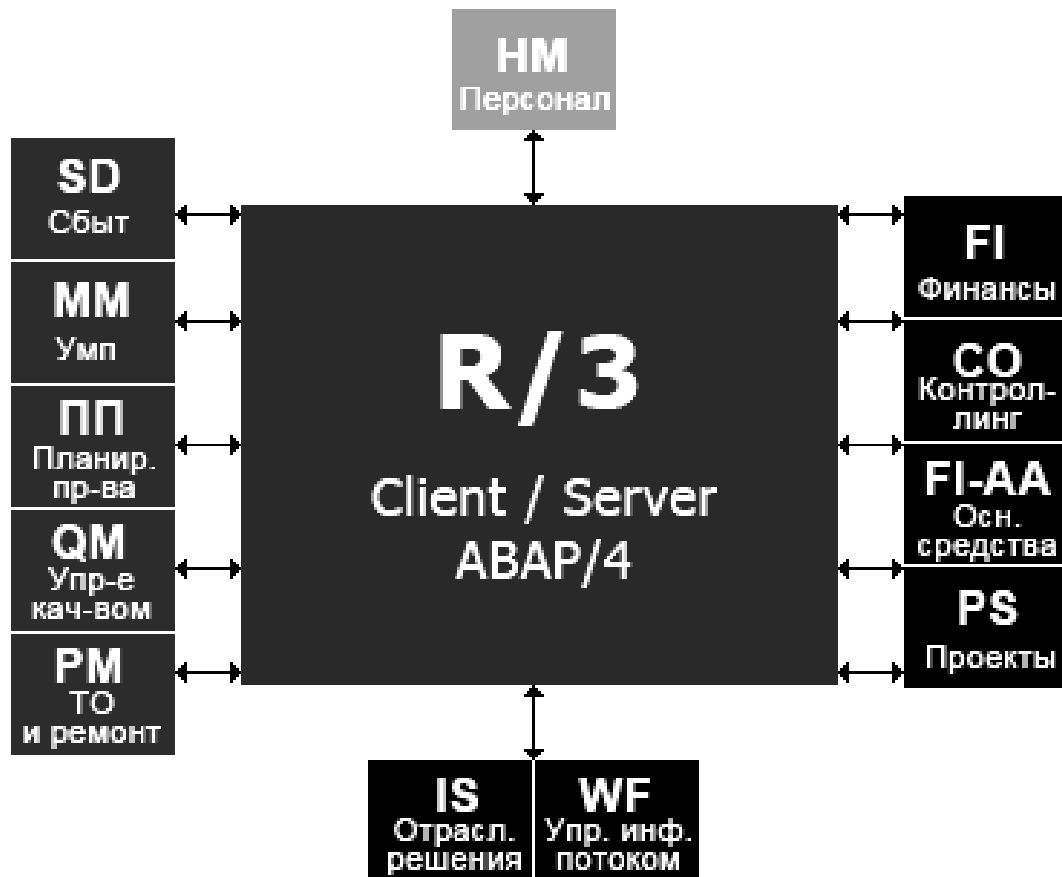 HM
Персонал
SD
Сбыт
MM
Умп
ПП
Планир.
пр-ва
QM
Упр-е
кач-вом
PM
ТО
и ремонт
R/3
Client / Server
ABAP/4
FI
Финансы
CO
Контрол-
линг
FI-AA
Осн.
средства
PS
Проекты
IS
Отрасл.
решения
WF
Упр. инф.
потоком